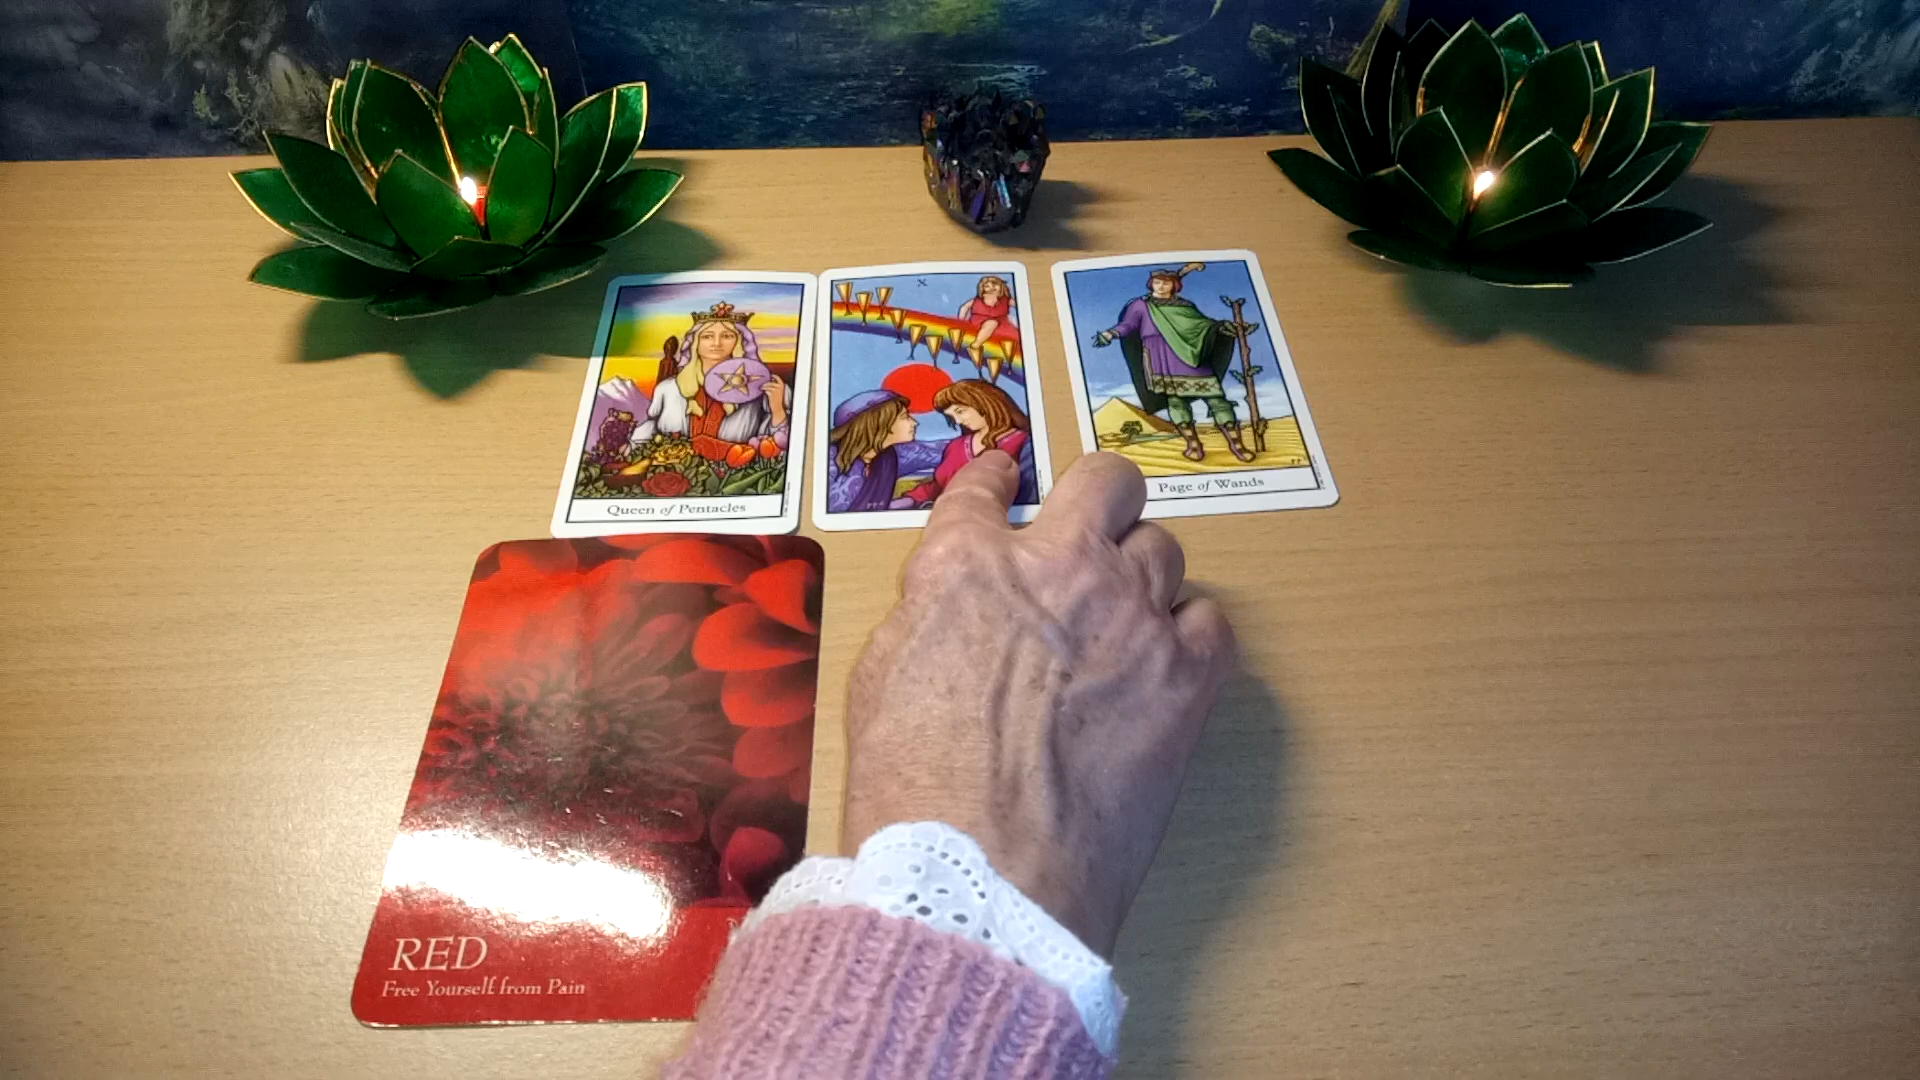 X
Queen of Pentacles
Page of Wands
RED
Free Yourself from Pain